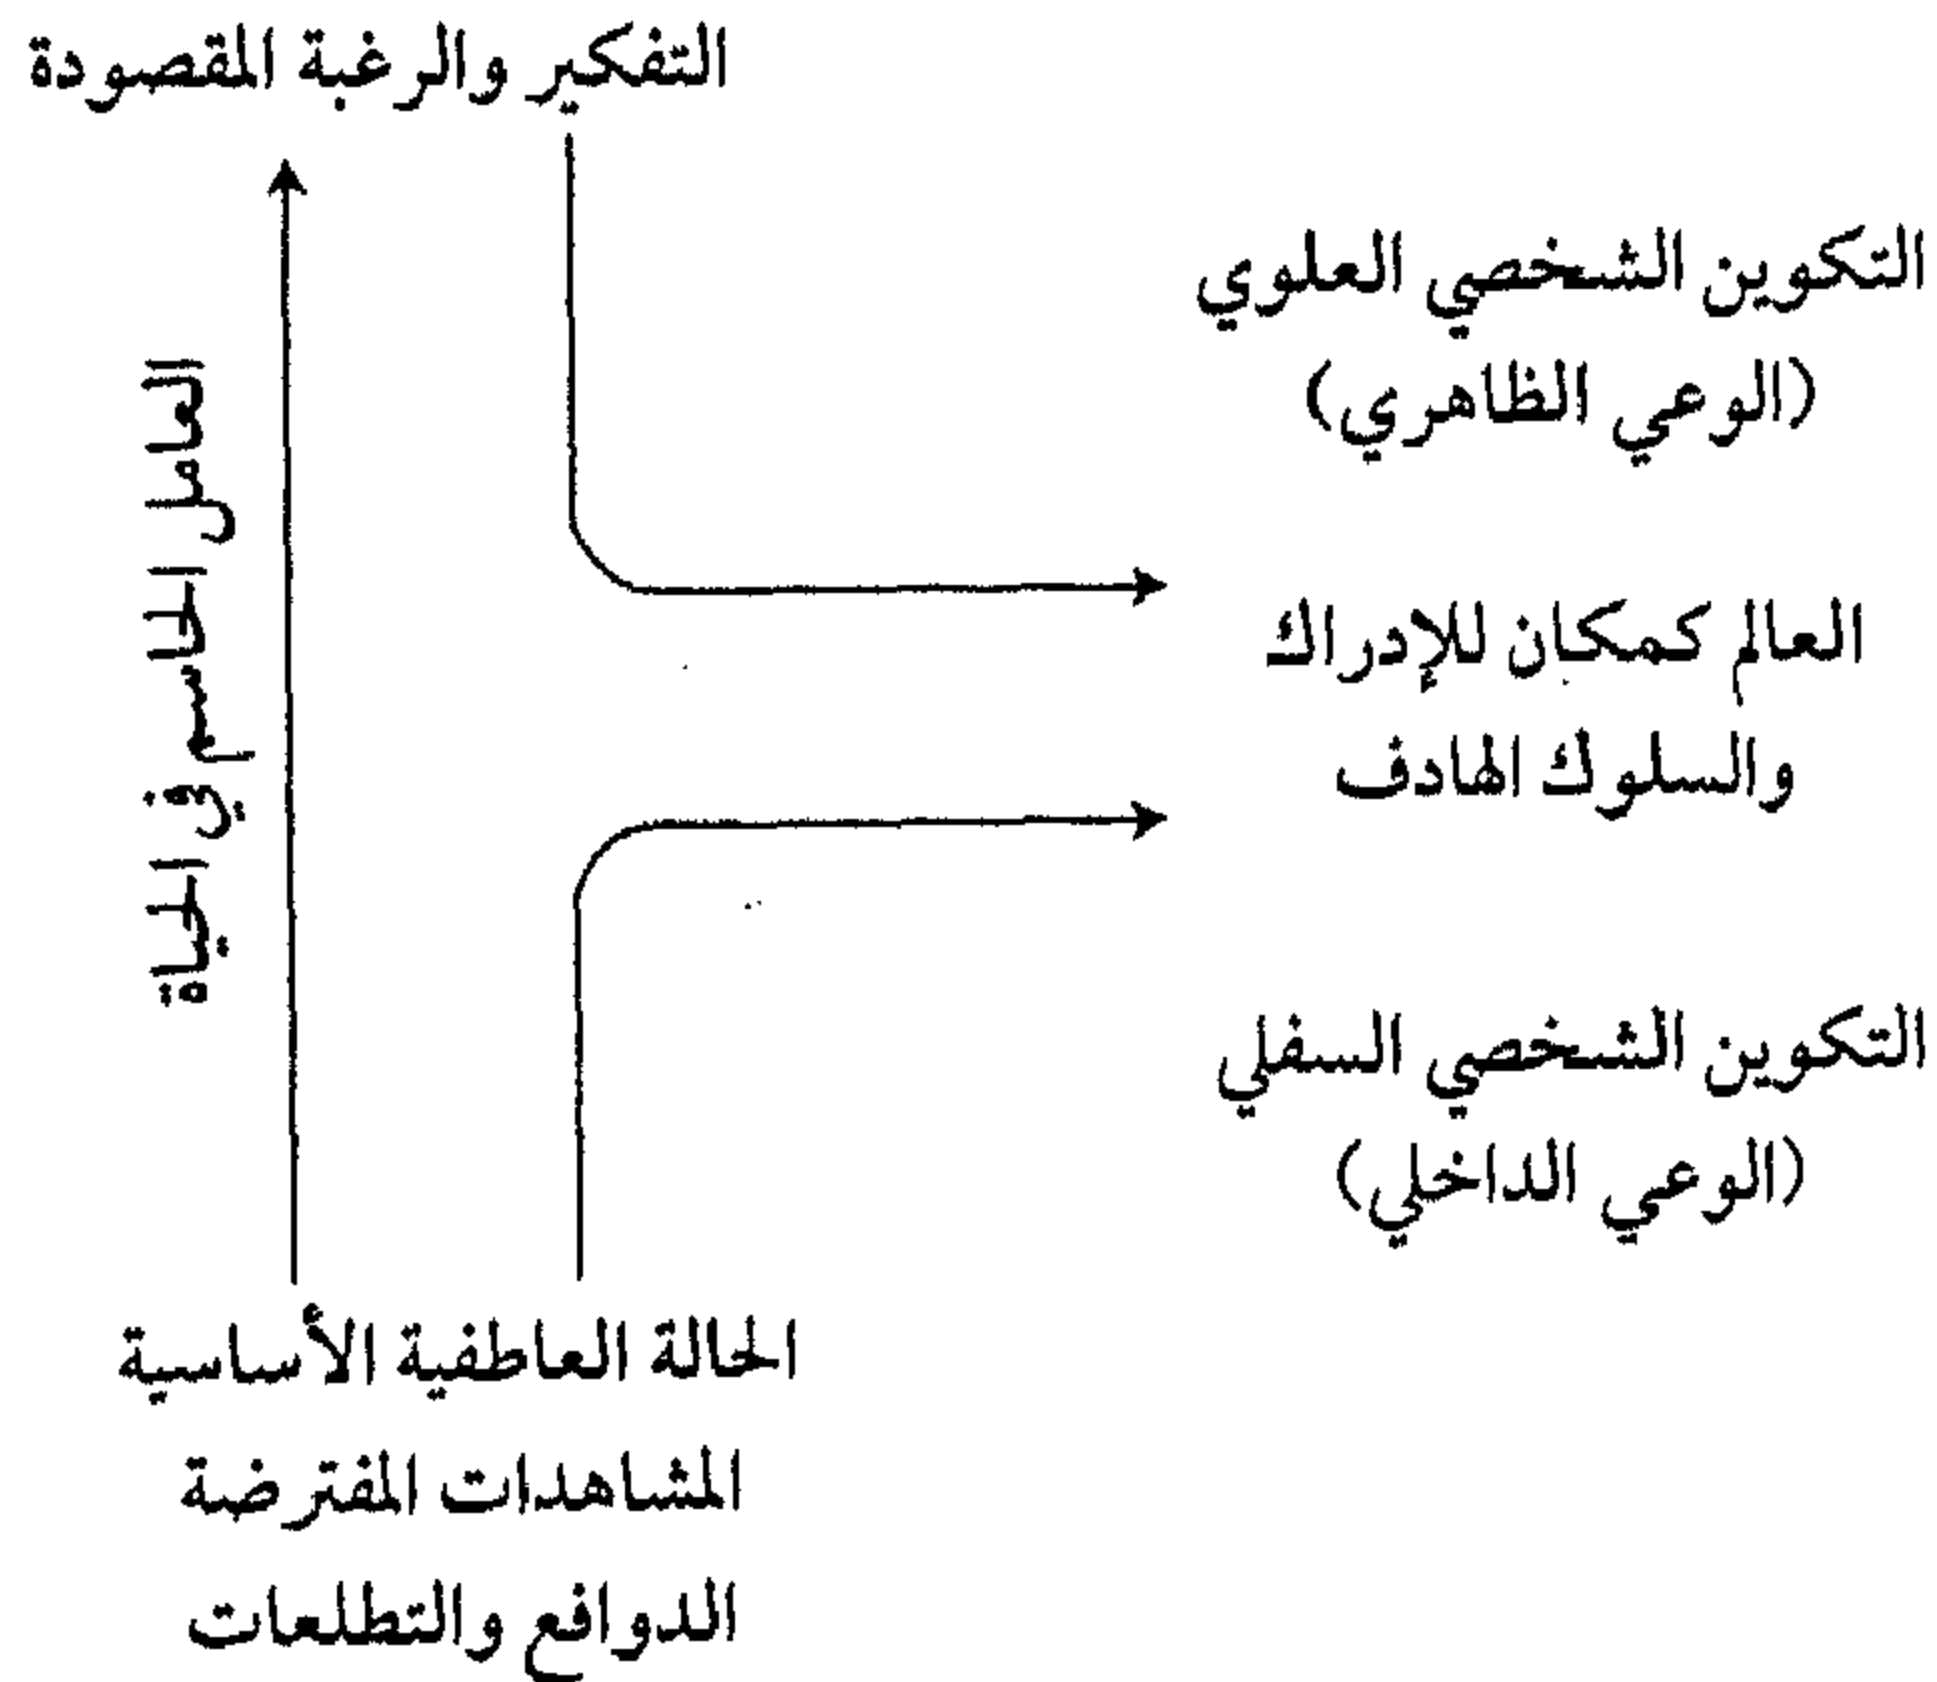 التفكير والرغبة المقصودة
التكوين الشخصي العلوي
(الوعي الظاهري)
العامل الحاسم في الحياة
العالم كمكان للإدراك
والسلوك الهادف
التكوين الشخصي السفلي
(الوعي الداخلي)
الحالة العاطفية الأساسية
المشاهدات المفترضة
الدوافع والتطلعات